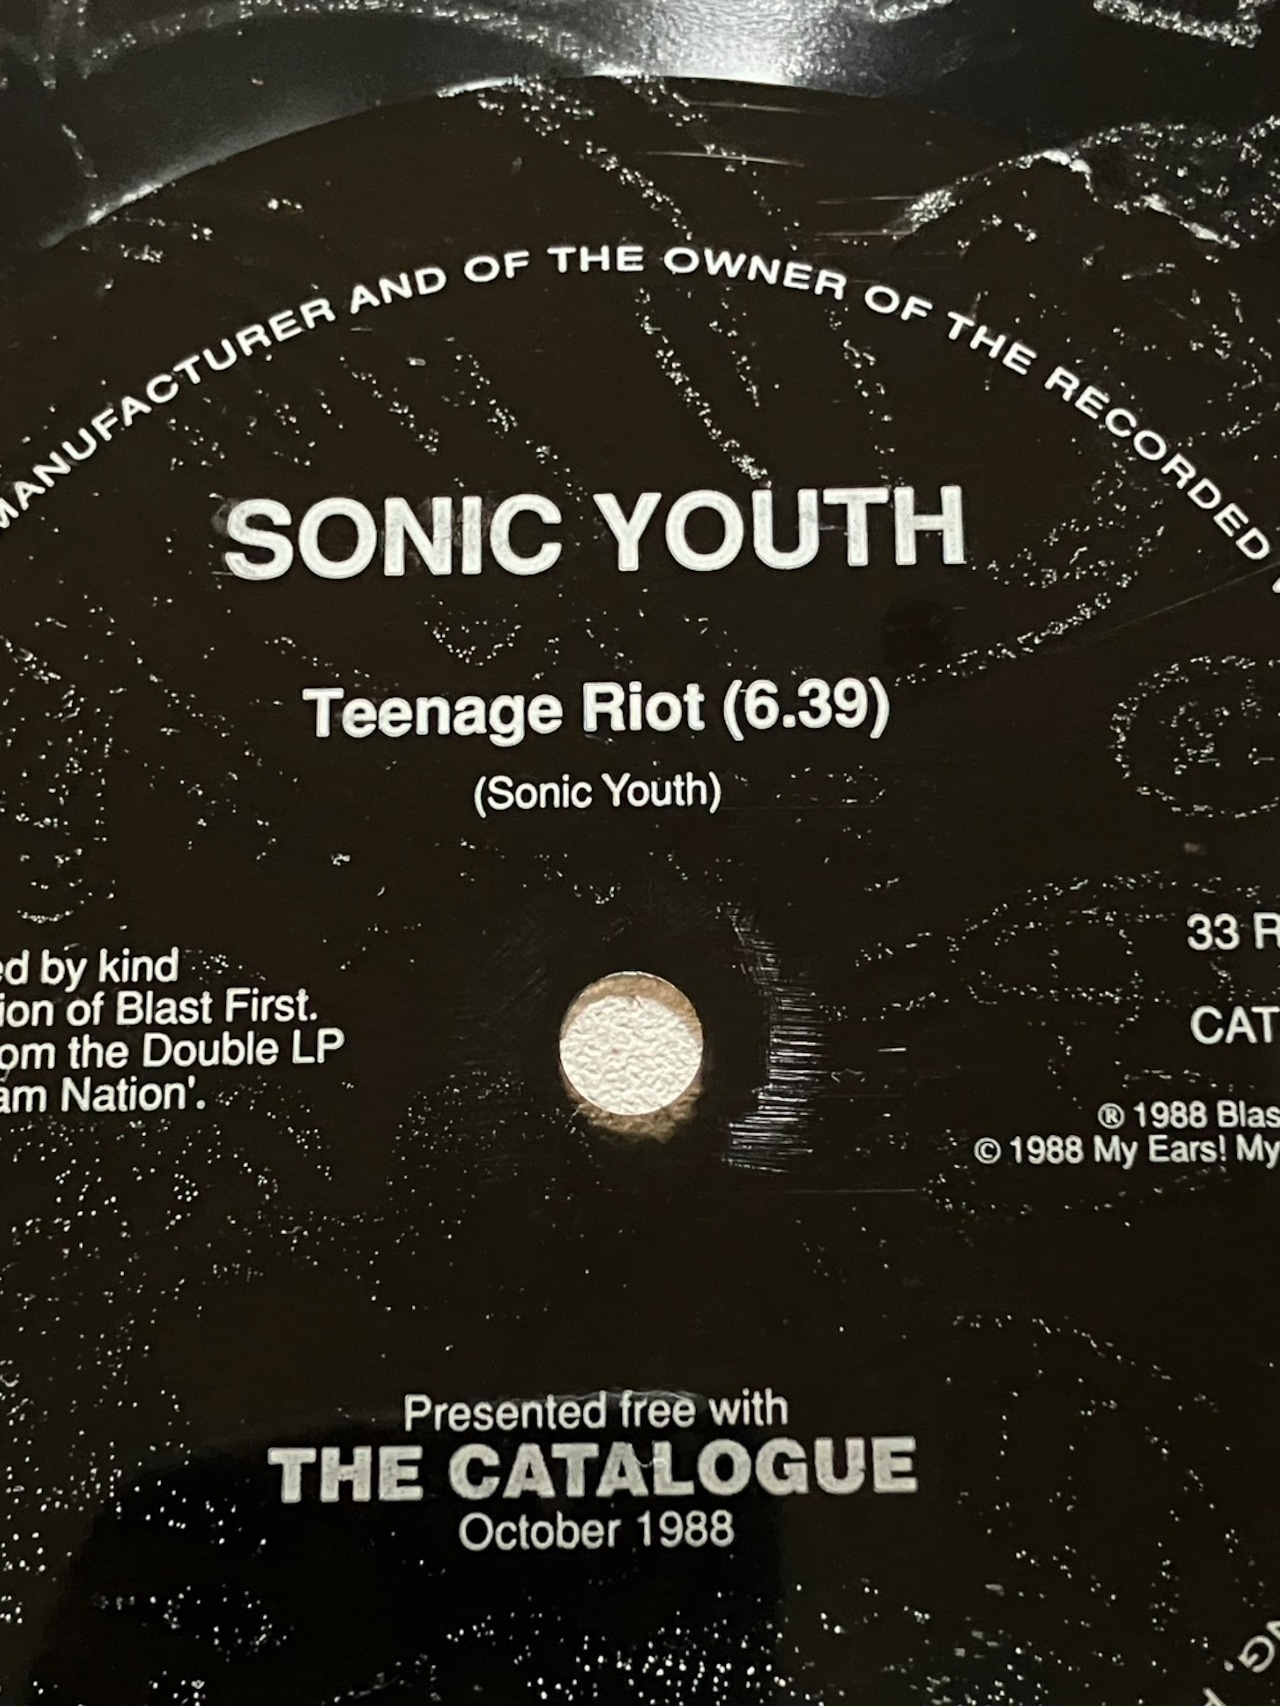 MANUFACTURER AND OF THE OWNER OF THE RECORDED
SONIC YOUTH
Teenage Riot (6.39)
(Sonic Youth)
ed by kind
ion of Blast First.
om the Double LP
am Nation'.
33 R
CAT
® 1988 Blas
© 1988 My Ears! My
Presented free with
THE CATALOGUE
October 1988